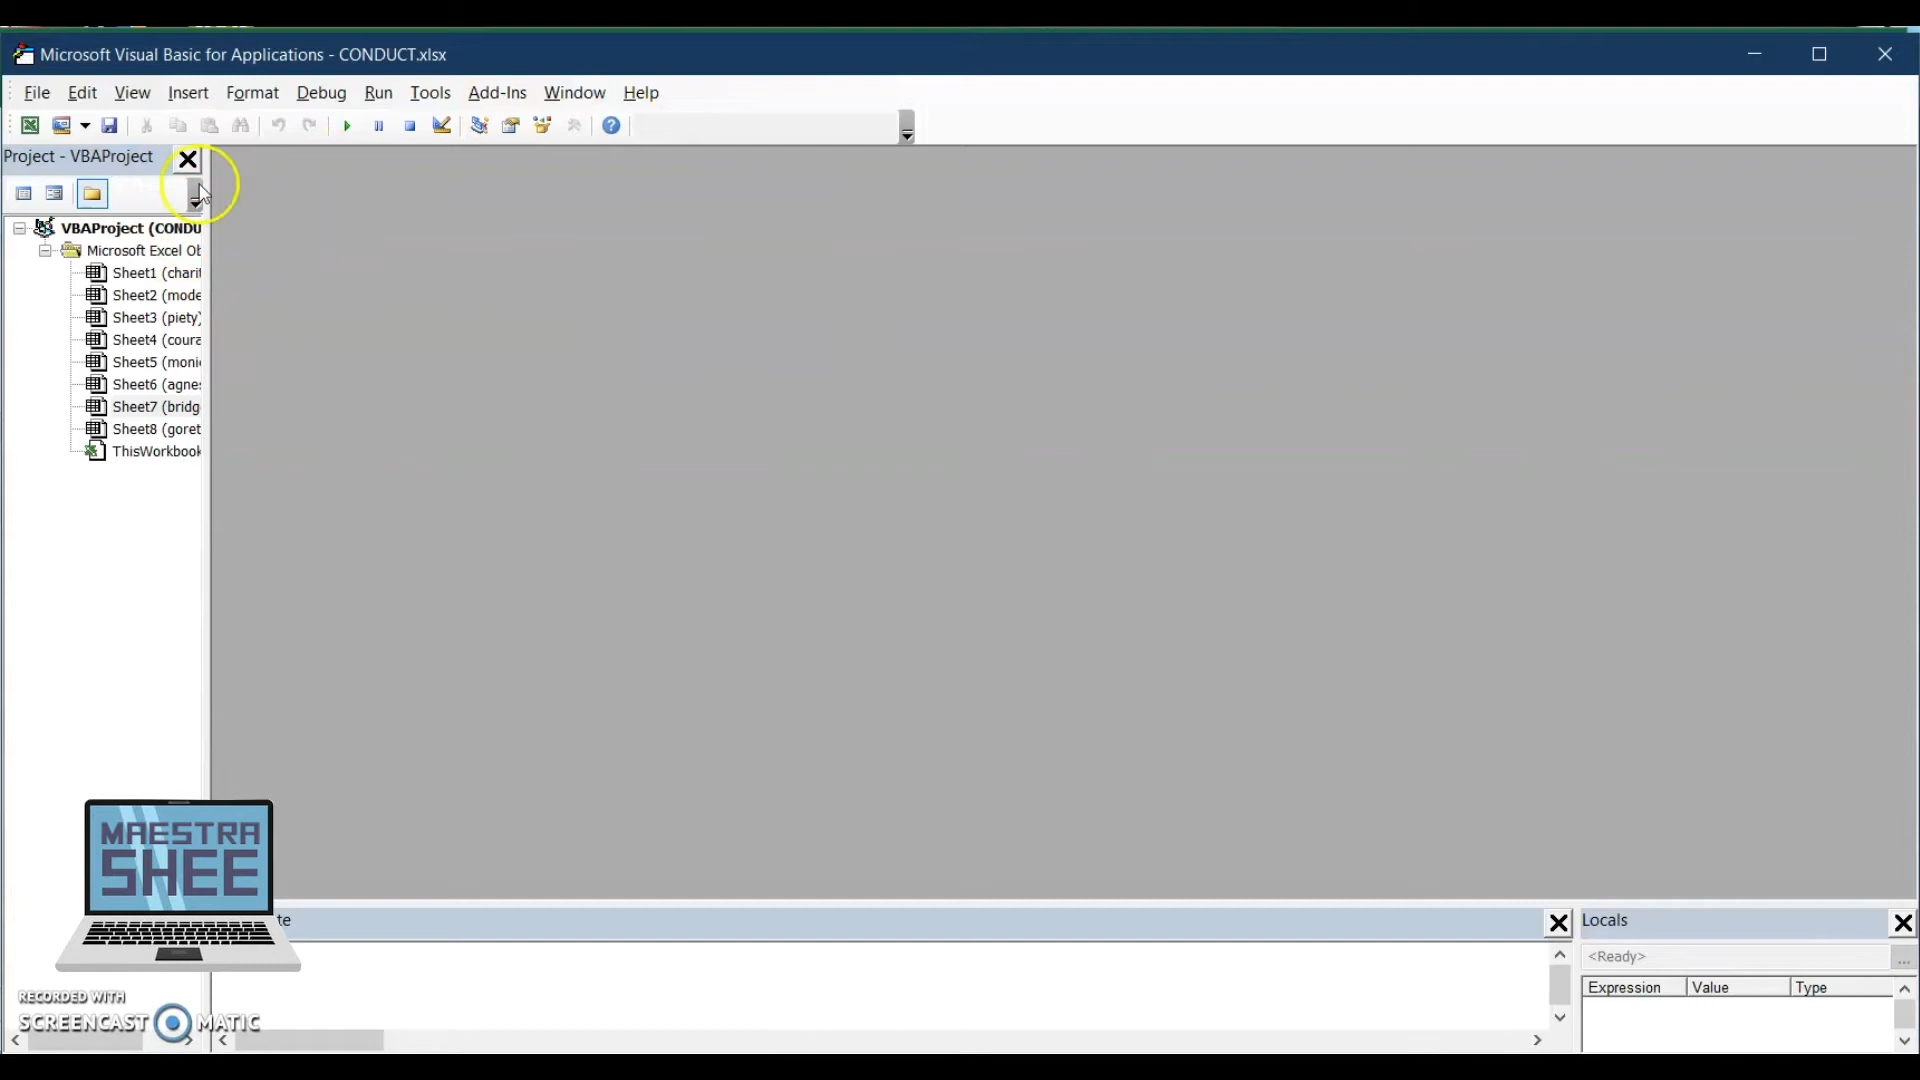 Microsoft Visual Basic for Applications - CONDUCT.xlsx
File Edit View Insert Format Debug Run Tools Add-Ins Window Help
Project - VBAProject
VBAProject (CONDU
Microsoft Excel Ob
Sheet1 (charit
Sheet2 (mode
Sheet3 (piety)
Sheet4 (coura
Sheet5 (moni
Sheet6 (agnes
Sheet7 (bridg
Sheet8 (goret
ThisWorkbook
MAESTRA
SHEE
te
Locals
<Ready>
...
Expression Value Type
RECORDED WITH
SCREENCAST MATIC